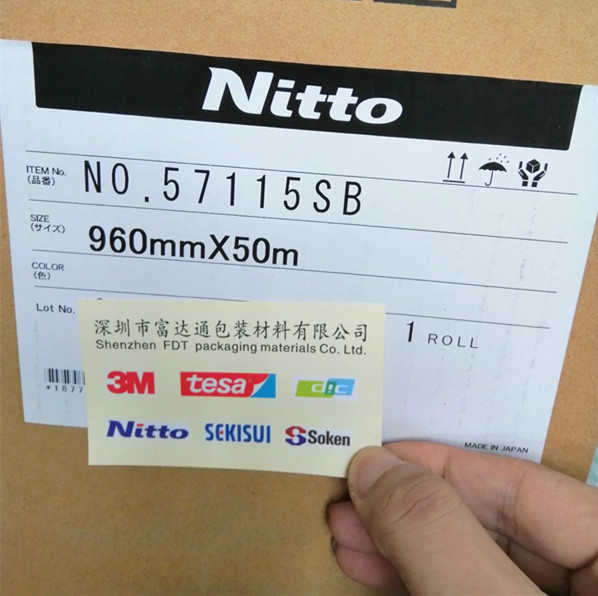 Nitto
ITEM No.
(品番)
NO.57115SB
SIZE
(サイズ)
960mmX50m
COLOR
(色)
Lot No.
1 ROLL
*1877
深圳市富达通包装材料有限公司
Shenzhen FDT packaging materials Co. Ltd.
3M tesa dic
Nitto SEKISUI Soken
MADE IN JAPAN